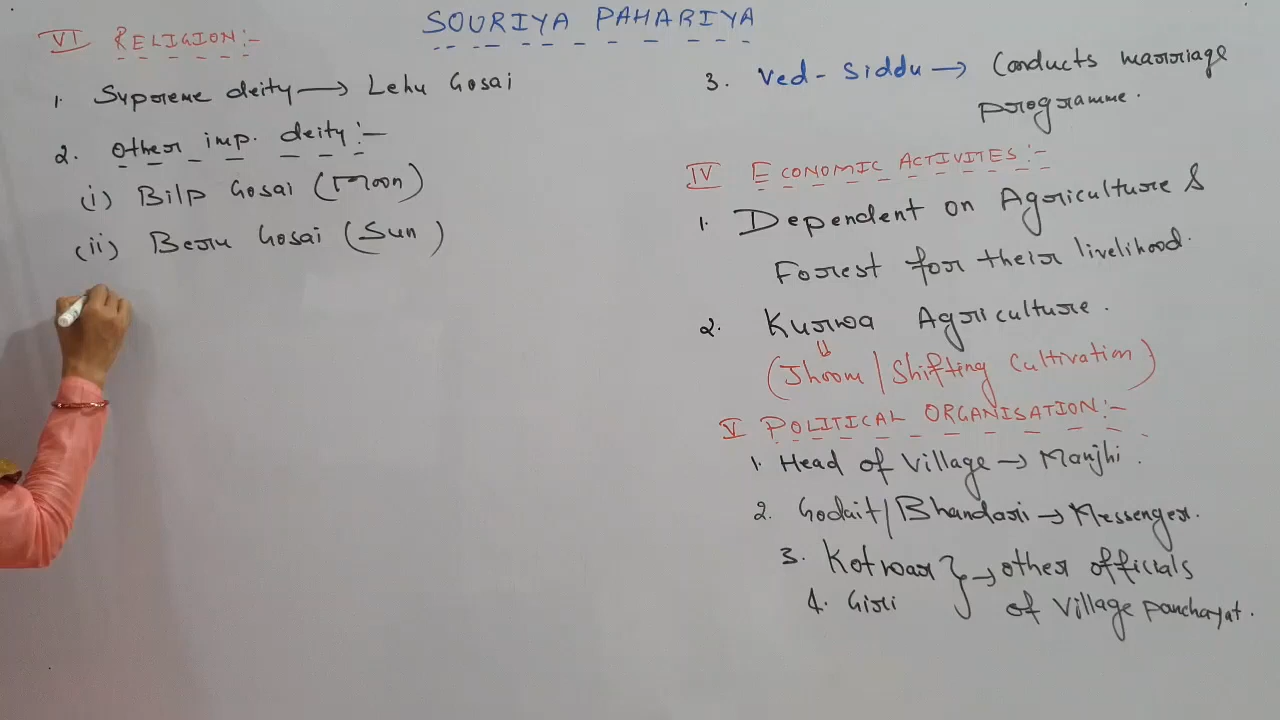 SOURIYA PAHARIYA
VI RELIGION:-
1. Supreme deity → Lehu Gosai
2. Other imp. deity:-
(i) Bilp Gosai (Moon)
(ii) Beru Gosai (Sun)
3. Ved-Siddu → Conducts marriage
programme.
IV ECONOMIC ACTIVITES:-
1. Dependent on Agriculture &
Forest for their livelihood.
2. Kurwa Agriculture.
⇓
(Jhoom / Shifting Cultivation)
V POLITICAL ORGANISATION:-
1. Head of Village → Manjhi.
2. Godait/Bhandari → Messenger.
3. Kotwar } → other officials
4. Giri of Village panchayat.